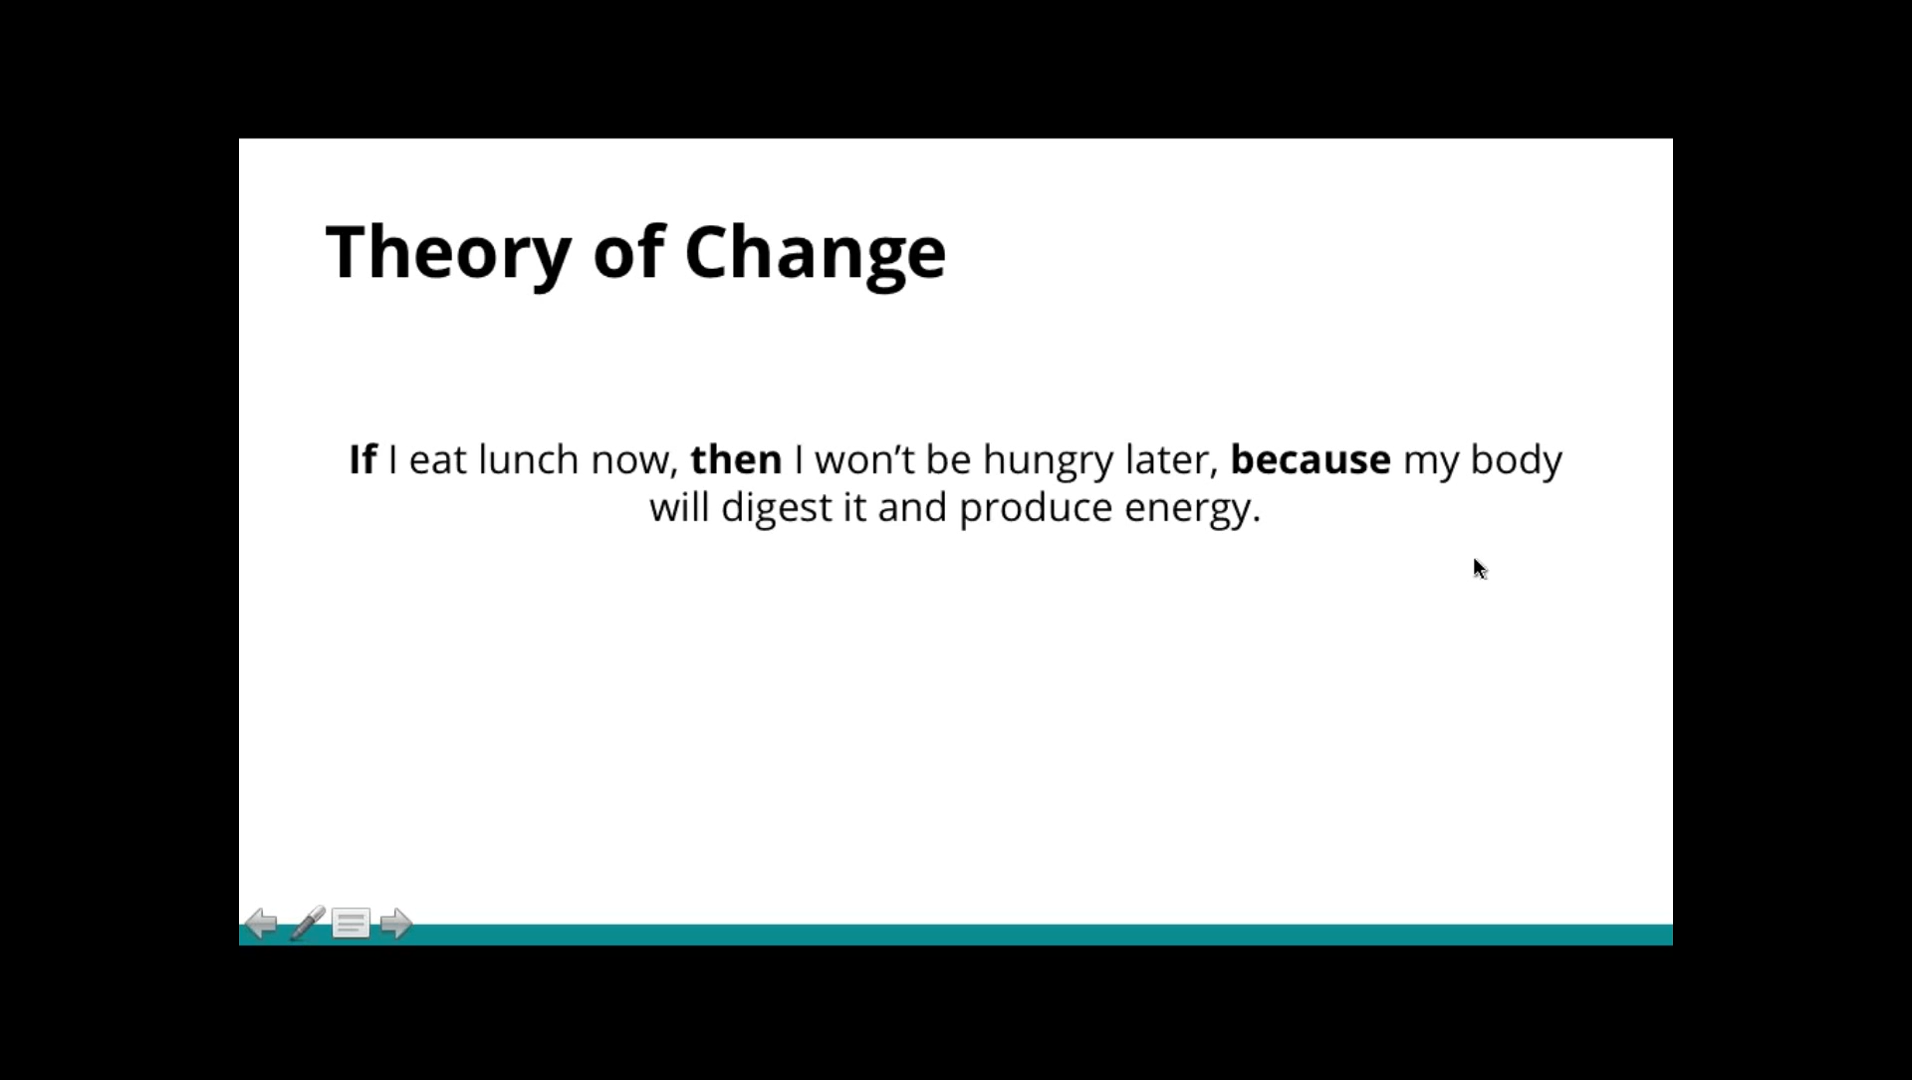 Theory of Change
If I eat lunch now, then I won’t be hungry later, because my body
will digest it and produce energy.